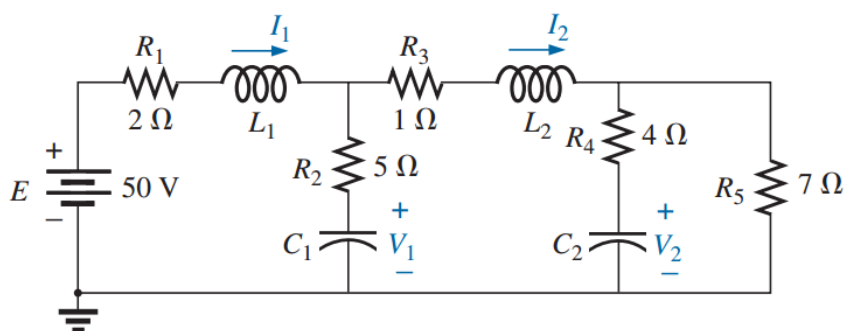 I₁ I₂
R₁ R₃
2 Ω L₁ 1 Ω L₂ R₄ 4 Ω
+ R₂ 5 Ω
E 50 V R₅ 7 Ω
− + +
C₁ V₁ C₂ V₂
− −